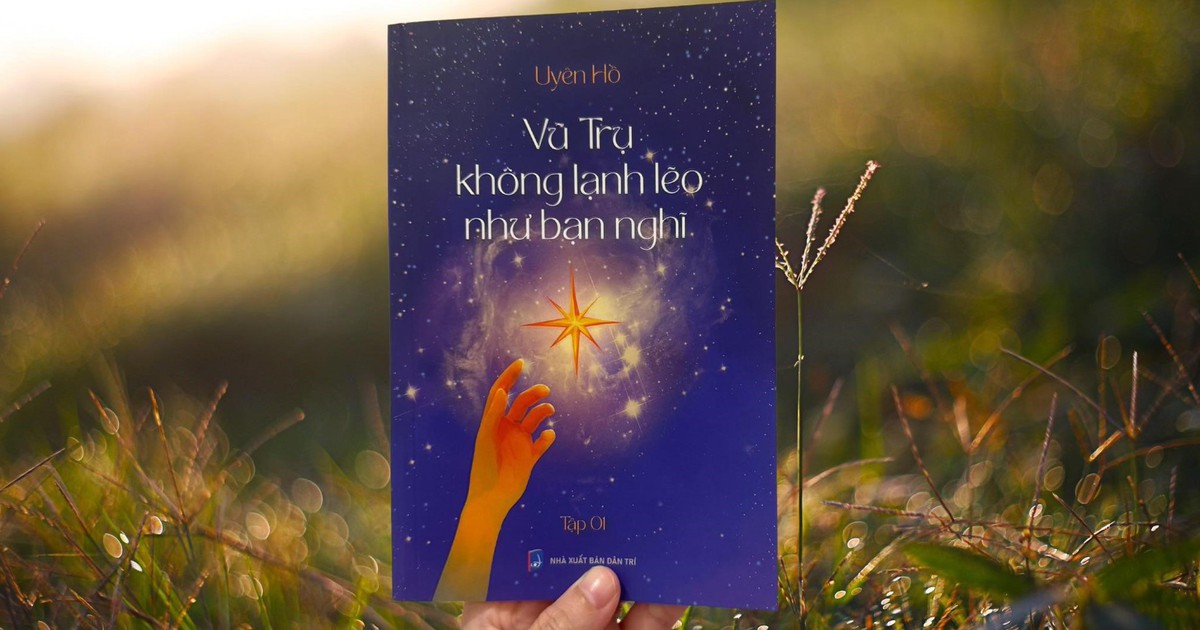 Uyên Hồ
Vũ Trụ
không lạnh lẽo
như bạn nghĩ
Tập 01
NHÀ XUẤT BẢN DÂN TRÍ